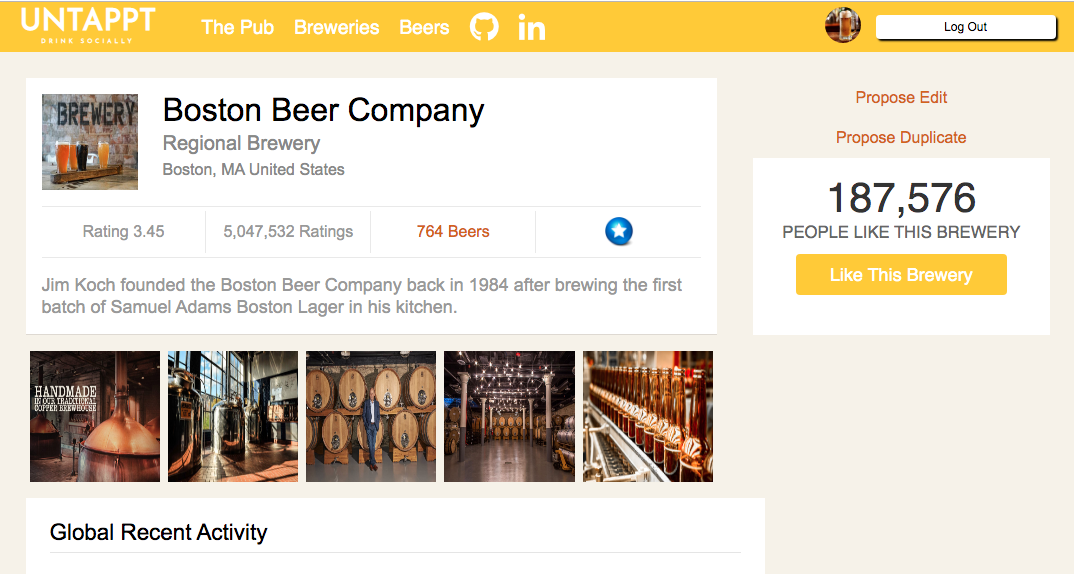 UNTAPPT
DRINK SOCIALLY
The Pub
Breweries
Beers
in
Log Out
BREWERY
Boston Beer Company
Regional Brewery
Boston, MA United States
Rating 3.45
5,047,532 Ratings
764 Beers
Jim Koch founded the Boston Beer Company back in 1984 after brewing the first
batch of Samuel Adams Boston Lager in his kitchen.
Propose Edit
Propose Duplicate
187,576
PEOPLE LIKE THIS BREWERY
Like This Brewery
HANDMADE
IN OUR TRADITIONAL
COPPER BREWHOUSE
Global Recent Activity